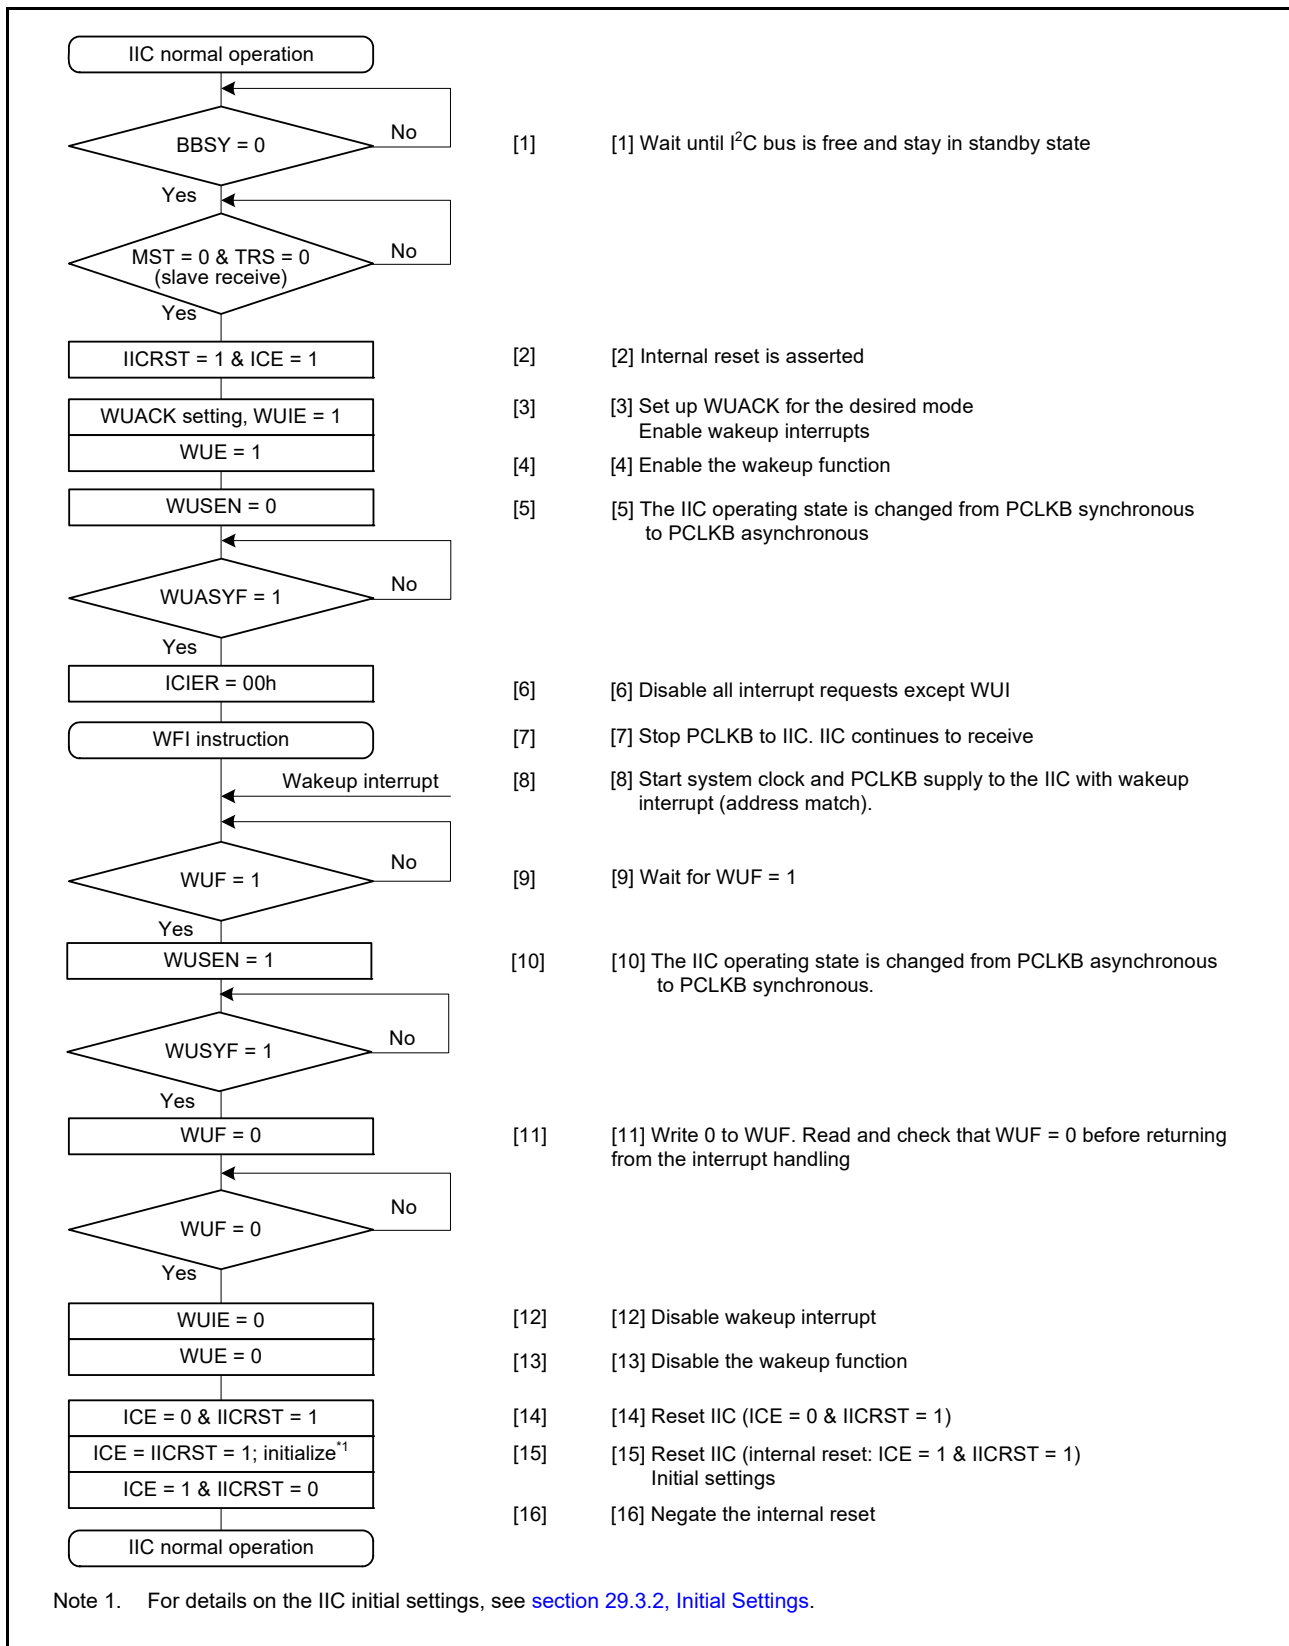 IIC normal operation
No
BBSY = 0
[1] [1] Wait until I2C bus is free and stay in standby state
Yes
MST = 0 & TRS = 0
(slave receive)
No
Yes
IICRST = 1 & ICE = 1
[2] [2] Internal reset is asserted
WUACK setting, WUIE = 1
[3] [3] Set up WUACK for the desired mode
Enable wakeup interrupts
WUE = 1
[4] [4] Enable the wakeup function
WUSEN = 0
[5] [5] The IIC operating state is changed from PCLKB synchronous
to PCLKB asynchronous
No
WUASYF = 1
Yes
ICIER = 00h
[6] [6] Disable all interrupt requests except WUI
WFI instruction
[7] [7] Stop PCLKB to IIC. IIC continues to receive
Wakeup interrupt
[8] [8] Start system clock and PCLKB supply to the IIC with wakeup
interrupt (address match).
No
WUF = 1
[9] [9] Wait for WUF = 1
Yes
WUSEN = 1
[10] [10] The IIC operating state is changed from PCLKB asynchronous
to PCLKB synchronous.
No
WUSYF = 1
Yes
WUF = 0
[11] [11] Write 0 to WUF. Read and check that WUF = 0 before returning
from the interrupt handling
No
WUF = 0
Yes
WUIE = 0
[12] [12] Disable wakeup interrupt
WUE = 0
[13] [13] Disable the wakeup function
ICE = 0 & IICRST = 1
[14] [14] Reset IIC (ICE = 0 & IICRST = 1)
ICE = IICRST = 1; initialize*1
[15] [15] Reset IIC (internal reset: ICE = 1 & IICRST = 1)
Initial settings
ICE = 1 & IICRST = 0
[16] [16] Negate the internal reset
IIC normal operation
Note 1. For details on the IIC initial settings, see section 29.3.2, Initial Settings.